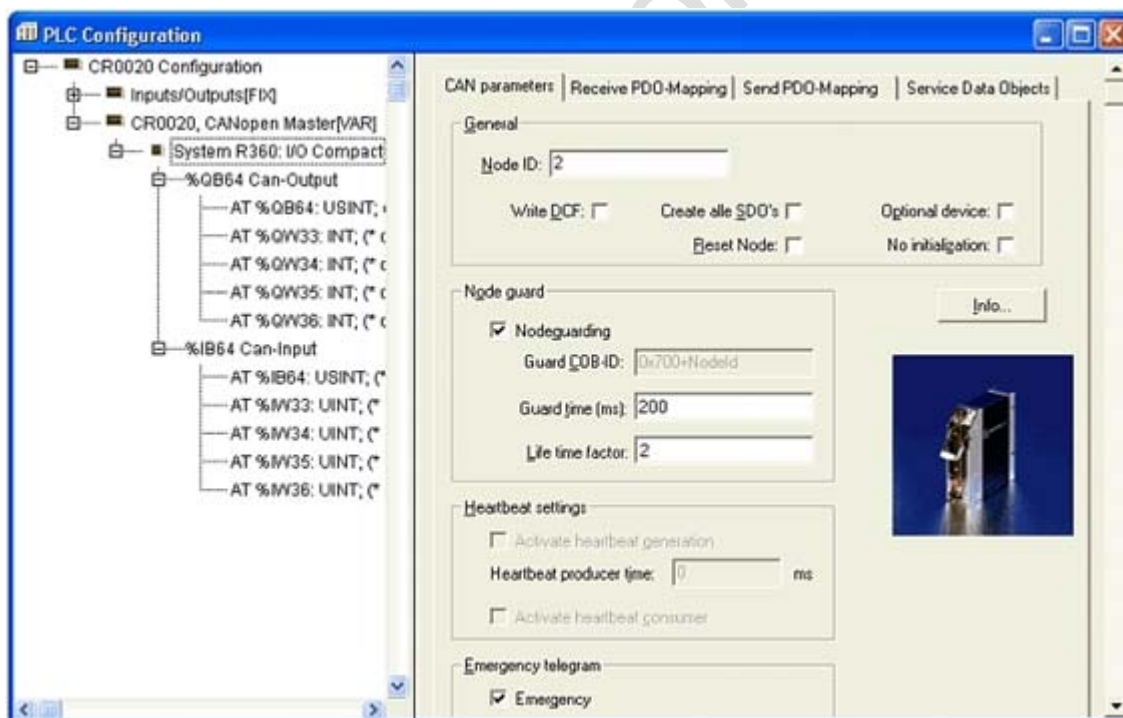 PLC Configuration
CR0020 Configuration
Inputs/Outputs[FIX]
CR0020, CANopen Master[VAR]
System R360: I/O Compact
%QB64 Can-Output
AT %QB64: USINT;
AT %QW33: INT; (*
AT %QW34: INT; (*
AT %QW35: INT; (*
AT %QW36: INT; (*
%IB64 Can-Input
AT %IB64: USINT; (*
AT %IW33: UINT; (*
AT %IW34: UINT; (*
AT %IW35: UINT; (*
AT %IW36: UINT; (*
CAN parameters Receive PDO-Mapping Send PDO-Mapping Service Data Objects
General
Node ID: 2
Write DCF: Create alle SDO's Optional device:
Reset Node: No initialization:
Node guard
Info...
Nodeguarding
Guard COB-ID: 0x700+NodeId
Guard time (ms): 200
Life time factor: 2
Heartbeat settings
Activate heartbeat generation
Heartbeat producer time: 0 ms
Activate heartbeat consumer
Emergency telegram
Emergency